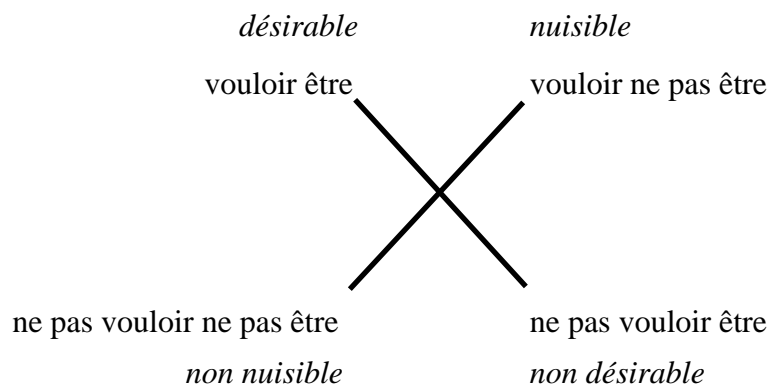 désirable nuisible
vouloir être vouloir ne pas être
ne pas vouloir ne pas être ne pas vouloir être
non nuisible non désirable